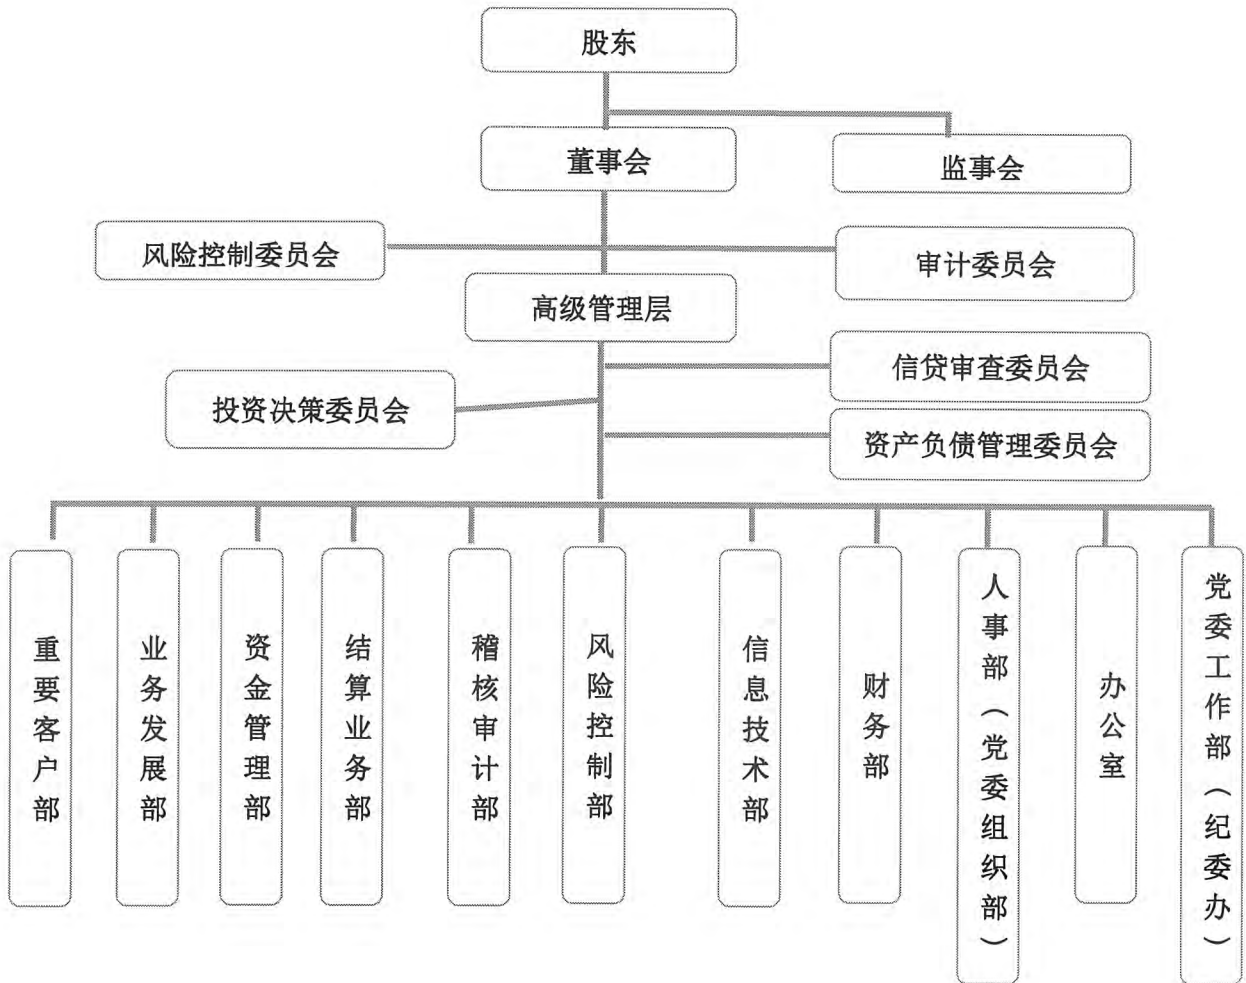 股东
董事会
监事会
风险控制委员会
审计委员会
高级管理层
信贷审查委员会
投资决策委员会
资产负债管理委员会
重要客户部
业务发展部
资金管理部
结算业务部
稽核审计部
风险控制部
信息技术部
财务部
人事部（党委组织部）
办公室
党委工作部（纪委办）